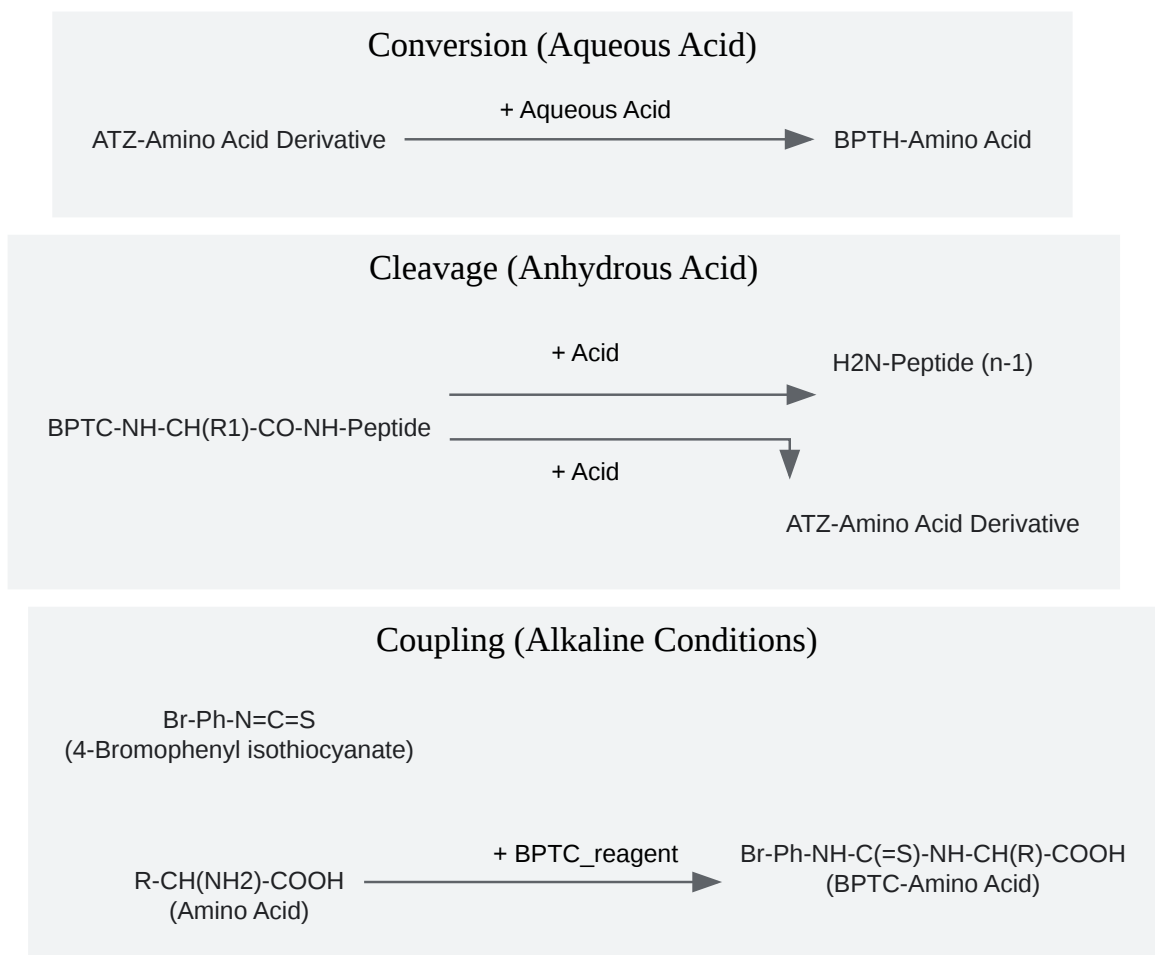 Conversion (Aqueous Acid)
+ Aqueous Acid
ATZ-Amino Acid Derivative
BPTH-Amino Acid
Cleavage (Anhydrous Acid)
+ Acid
H2N-Peptide (n-1)
BPTC-NH-CH(R1)-CO-NH-Peptide
+ Acid
ATZ-Amino Acid Derivative
Coupling (Alkaline Conditions)
Br-Ph-N=C=S
(4-Bromophenyl isothiocyanate)
+ BPTC_reagent
R-CH(NH2)-COOH
(Amino Acid)
Br-Ph-NH-C(=S)-NH-CH(R)-COOH
(BPTC-Amino Acid)